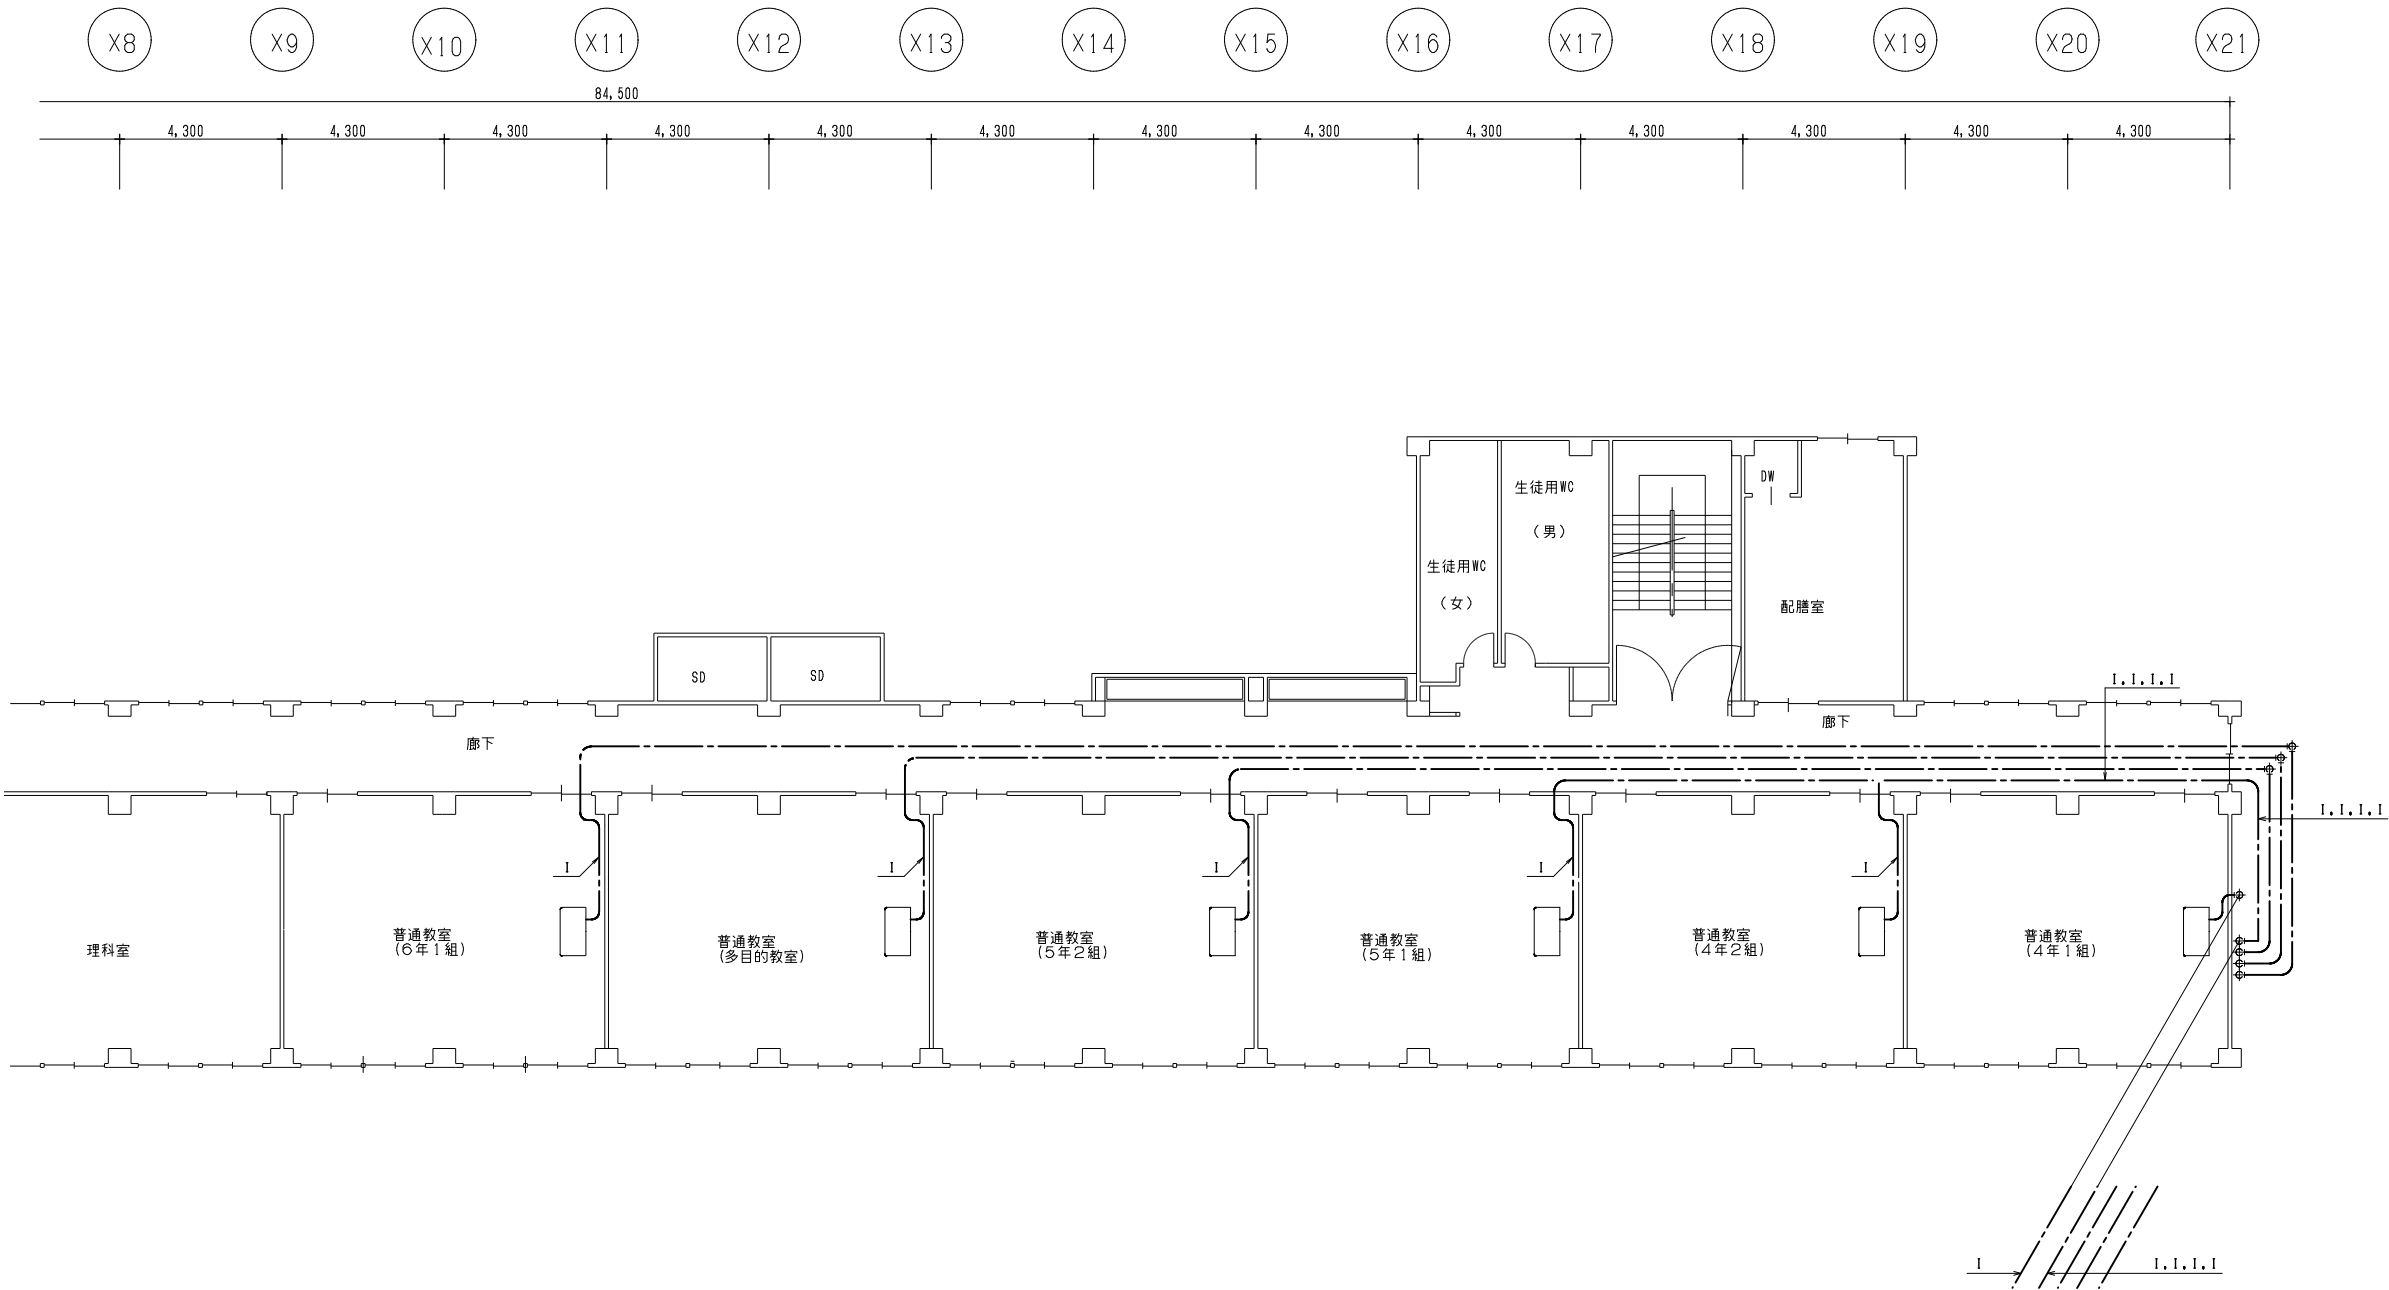 X8 X9 X10 X11 X12 X13 X14 X15 X16 X17 X18 X19 X20 X21
84,500
4,300 4,300 4,300 4,300 4,300 4,300 4,300 4,300 4,300 4,300 4,300 4,300 4,300
DW
生徒用WC
(男)
生徒用WC
(女)
配膳室
SD SD
I,I,I,I
廊下
廊下
I,I,I,I
I I I I I
理科室
普通教室
(6年1組)
普通教室
(多目的教室)
普通教室
(5年2組)
普通教室
(5年1組)
普通教室
(4年2組)
普通教室
(4年1組)
I I,I,I,I